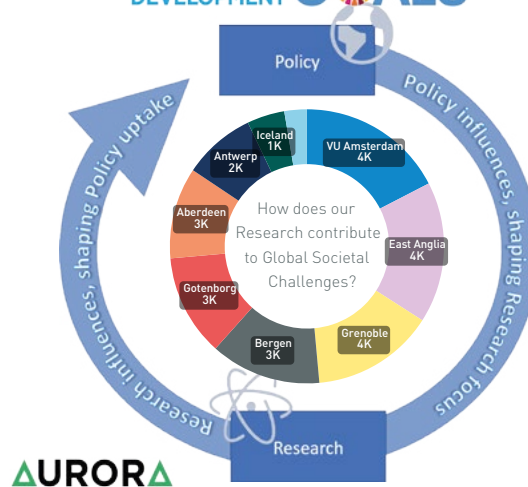 DEVELOPMENT GOALS
Policy
Policy influences, shaping Research focus
Research influences, shaping Policy uptake
Iceland
1K
VU Amsterdam
4K
Antwerp
2K
Aberdeen
3K
East Anglia
4K
Gotenborg
3K
Grenoble
4K
Bergen
3K
How does our
Research contribute
to Global Societal
Challenges?
Research
AURORA